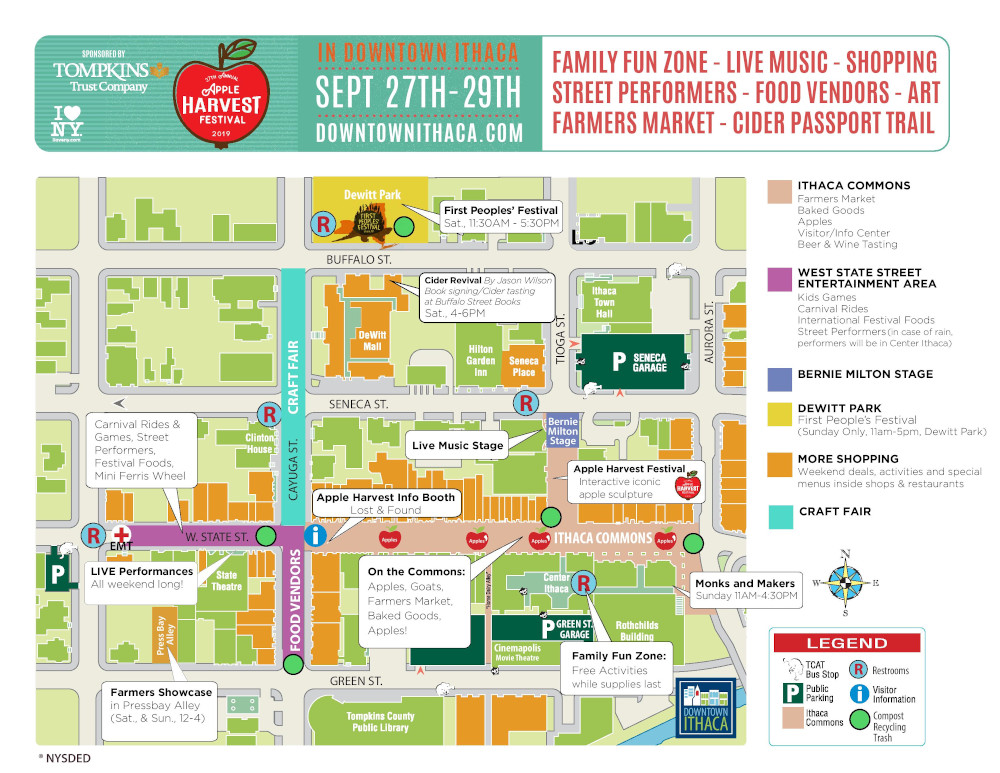 SPONSORED BY
TOMPKINS
Trust Company
I ♥
NY.
37TH ANNUAL
APPLE
HARVEST
FESTIVAL
2019
IN DOWNTOWN ITHACA
SEPT 27TH-29TH
DOWNTOWNITHACA.COM
FAMILY FUN ZONE - LIVE MUSIC - SHOPPING
STREET PERFORMERS - FOOD VENDORS - ART
FARMERS MARKET - CIDER PASSPORT TRAIL
Dewitt Park
R
FIRST
PEOPLES'
FESTIVAL
First Peoples' Festival
Sat., 11:30AM - 5:30PM
BUFFALO ST.
Cider Revival By Jason Wilson
Book signing/Cider tasting
at Buffalo Street Books
Sat., 4-6PM
DeWitt
Mall
Hilton
Garden
Inn
Seneca
Place
TIOGA ST.
Ithaca
Town
Hall
P SENECA
GARAGE
AURORA ST.
CRAFT FAIR
CAYUGA ST.
SENECA ST.
R
R
Clinton
House
Carnival Rides &
Games, Street
Performers,
Festival Foods,
Mini Ferris Wheel
Live Music Stage
Bernie
Milton
Stage
Apple Harvest Festival
Interactive iconic
apple sculpture
APPLE
HARVEST
FESTIVAL
Apple Harvest Info Booth
Lost & Found
R
EMT
W. STATE ST.
i
Apples
Apples
Apples
ITHACA COMMONS
Apples
P
LIVE Performances
All weekend long!
State
Theatre
FOOD VENDORS
Press Bay
Alley
On the Commons:
Apples, Goats,
Farmers Market,
Baked Goods,
Apples!
Center
Ithaca
R
Monks and Makers
Sunday 11AM-4:30PM
P GREEN ST.
GARAGE
Rothchilds
Building
Cinemapolis
Movie Theatre
Family Fun Zone:
Free Activities
while supplies last
Farmers Showcase
in Pressbay Alley
(Sat., & Sun., 12-4)
GREEN ST.
Tompkins County
Public Library
DOWNTOWN
ITHACA
* NYSDED
ITHACA COMMONS
Farmers Market
Baked Goods
Apples
Visitor/Info Center
Beer & Wine Tasting
WEST STATE STREET
ENTERTAINMENT AREA
Kids Games
Carnival Rides
International Festival Foods
Street Performers (in case of rain,
performers will be in Center Ithaca)
BERNIE MILTON STAGE
DEWITT PARK
First People's Festival
(Sunday Only, 11am-5pm, Dewitt Park)
MORE SHOPPING
Weekend deals, activities and special
menus inside shops & restaurants
CRAFT FAIR
N
W E
S
LEGEND
TCAT
Bus Stop
R Restrooms
P Public
Parking
i Visitor
Information
Ithaca
Commons
Compost
Recycling
Trash